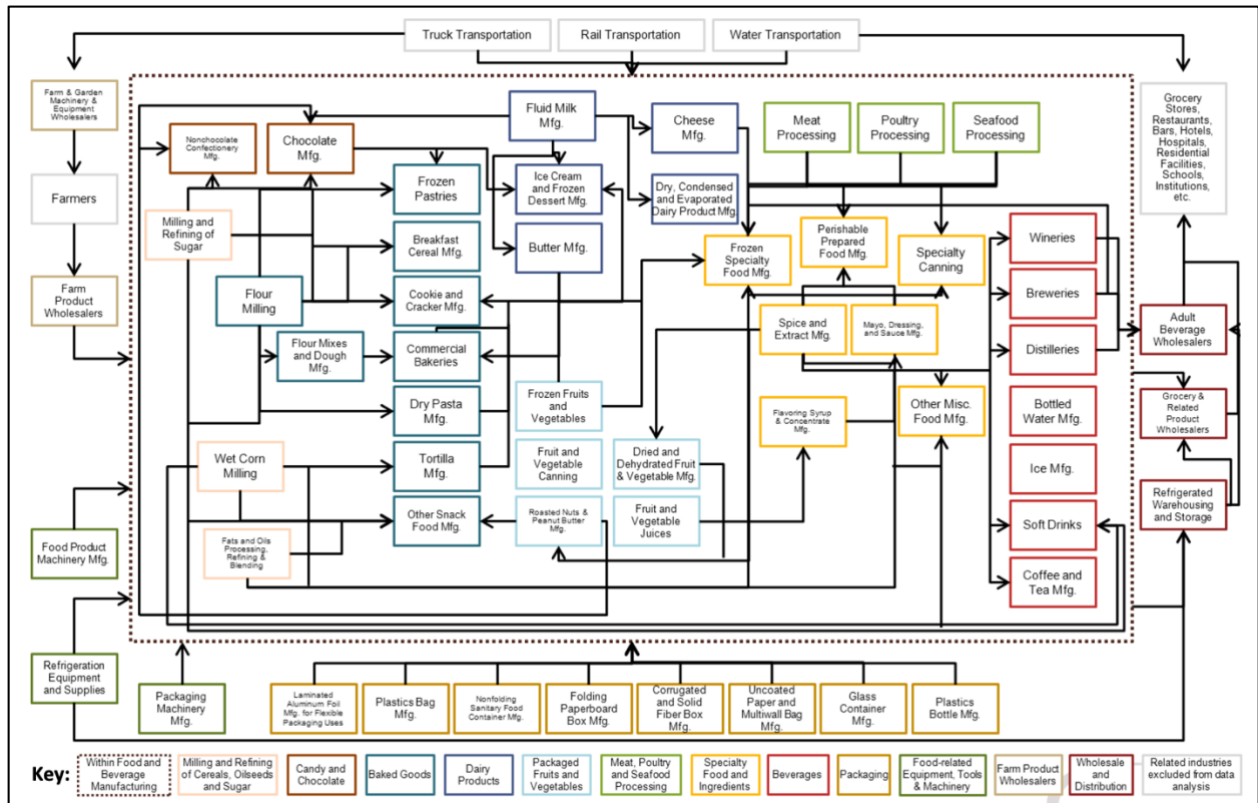 Truck Transportation
Rail Transportation
Water Transportation
Farm & Garden
Machinery &
Equipment
Wholesalers
Farmers
Farm
Product
Wholesalers
Food Product
Machinery Mfg.
Refrigeration
Equipment
and Supplies
Packaging
Machinery
Mfg.
Nonchocolate
Confectionery
Mfg.
Chocolate
Mfg.
Fluid Milk
Mfg.
Cheese
Mfg.
Meat
Processing
Poultry
Processing
Seafood
Processing
Grocery
Stores,
Restaurants,
Bars, Hotels,
Hospitals,
Residential
Facilities,
Schools,
Institutions,
etc.
Frozen
Pastries
Ice Cream
and Frozen
Dessert Mfg.
Dry, Condensed
and Evaporated
Dairy Product Mfg.
Milling and
Refining of
Sugar
Breakfast
Cereal Mfg.
Butter Mfg.
Frozen
Specialty
Food Mfg.
Perishable
Prepared
Food Mfg.
Specialty
Canning
Wineries
Flour
Milling
Cookie and
Cracker Mfg.
Breweries
Flour Mixes
and Dough
Mfg.
Commercial
Bakeries
Spice and
Extract Mfg.
Mayo, Dressing,
and Sauce Mfg.
Distilleries
Adult
Beverage
Wholesalers
Dry Pasta
Mfg.
Frozen Fruits
and
Vegetables
Flavoring Syrup
& Concentrate
Mfg.
Other Misc.
Food Mfg.
Bottled
Water Mfg.
Grocery &
Related Product
Wholesalers
Wet Corn
Milling
Tortilla
Mfg.
Fruit and
Vegetable
Canning
Dried and
Dehydrated Fruit
& Vegetable Mfg.
Ice Mfg.
Refrigerated
Warehousing
and Storage
Other Snack
Food Mfg.
Roasted Nuts &
Peanut Butter
Mfg.
Fruit and
Vegetable
Juices
Soft Drinks
Fats and Oils
Processing,
Refining &
Blending
Coffee and
Tea Mfg.
Laminated
Aluminum Foil
Mfg. for Flexible
Packaging Uses
Plastics Bag
Mfg.
Nonfolding
Sanitary Food
Container Mfg.
Folding
Paperboard
Box Mfg.
Corrugated
and Solid
Fiber Box
Mfg.
Uncoated
Paper and
Multiwall Bag
Mfg.
Glass
Container
Mfg.
Plastics
Bottle Mfg.
Key:
Within Food and
Beverage
Manufacturing
Milling and Refining
of Cereals, Oilseeds
and Sugar
Candy and
Chocolate
Baked Goods
Dairy
Products
Packaged
Fruits and
Vegetables
Meat, Poultry
and Seafood
Processing
Specialty
Food and
Ingredients
Beverages
Packaging
Food-related
Equipment, Tools
& Machinery
Farm Product
Wholesalers
Wholesale
and
Distribution
Related industries
excluded from data
analysis